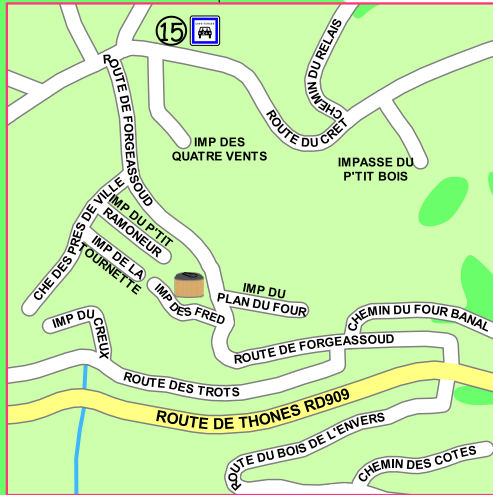 15
CHEMIN DU RELAIS
ROUTE DE FORGEASSOUD
ROUTE DU CRET
IMP DES
QUATRE VENTS
IMPASSE DU
P'TIT BOIS
CHE DES PRES DE VILLE
IMP DU P'TIT
RAMONEUR
IMP DE LA
TOURNETTE
IMP DES FRED
IMP DU
PLAN DU FOUR
IMP DU CREUX
CHEMIN DU FOUR BANAL
ROUTE DE FORGEASSOUD
ROUTE DES TROTS
ROUTE DE THONES RD909
ROUTE DU BOIS DE L'ENVERS
CHEMIN DES COTES